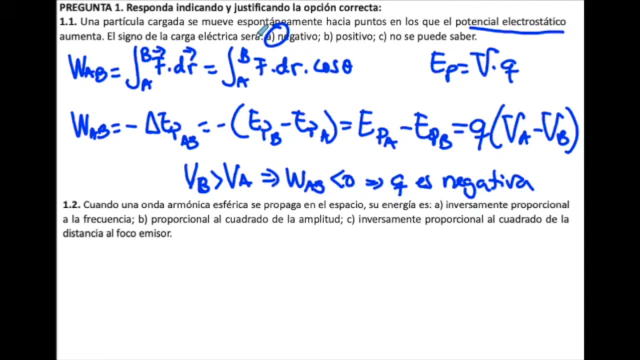 PREGUNTA 1. Responda indicando y justificando la opción correcta:
1.1. Una partícula cargada se mueve espontáneamente hacia puntos en los que el potencial electrostático
aumenta. El signo de la carga eléctrica será: a) negativo; b) positivo; c) no se puede saber.
W_AB = ∫_A^B F⃗ · dr⃗ = ∫_A^B F · dr · cosθ    Ep = V · q
W_AB = - ΔEp_AB = - (Ep_B - Ep_A) = Ep_A - Ep_B = q (V_A - V_B)
V_B > V_A ⇒ W_AB < 0 ⇒ q es negativa
1.2. Cuando una onda armónica esférica se propaga en el espacio, su energía es: a) inversamente proporcional
a la frecuencia; b) proporcional al cuadrado de la amplitud; c) inversamente proporcional al cuadrado de la
distancia al foco emisor.